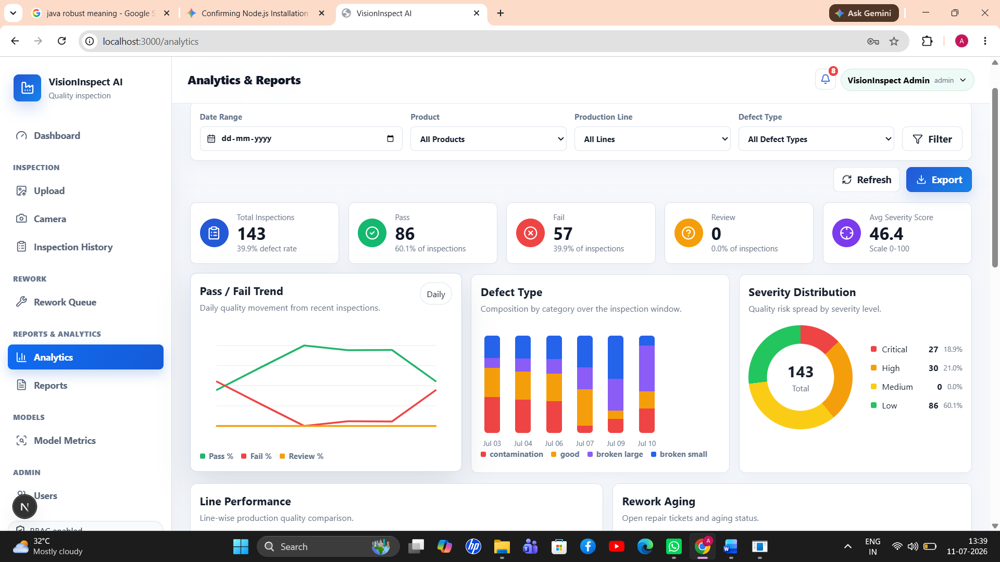 java robust meaning - Google S
Confirming Node.js Installation
VisionInspect AI
Ask Gemini
localhost:3000/analytics
A
VisionInspect AI
Quality inspection
Dashboard
INSPECTION
Upload
Camera
Inspection History
REWORK
Rework Queue
REPORTS & ANALYTICS
Analytics
Reports
MODELS
Model Metrics
ADMIN
Users
N
RBAC enabled
Analytics & Reports
8
VisionInspect Admin admin
Date Range
dd-mm-yyyy
Product
All Products
Production Line
All Lines
Defect Type
All Defect Types
Filter
Refresh
Export
Total Inspections
143
39.9% defect rate
Pass
86
60.1% of inspections
Fail
57
39.9% of inspections
Review
0
0.0% of inspections
Avg Severity Score
46.4
Scale 0-100
Pass / Fail Trend
Daily
Daily quality movement from recent inspections.
Pass % Fail % Review %
Defect Type
Composition by category over the inspection window.
Jul 03 Jul 04 Jul 06 Jul 07 Jul 09 Jul 10
contamination good broken large broken small
Severity Distribution
Quality risk spread by severity level.
143
Total
Critical 27 18.9%
High 30 21.0%
Medium 0 0.0%
Low 86 60.1%
Line Performance
Line-wise production quality comparison.
Rework Aging
Open repair tickets and aging status.
32°C
Mostly cloudy
Search
hp
A
ENG
IN
13:39
11-07-2026